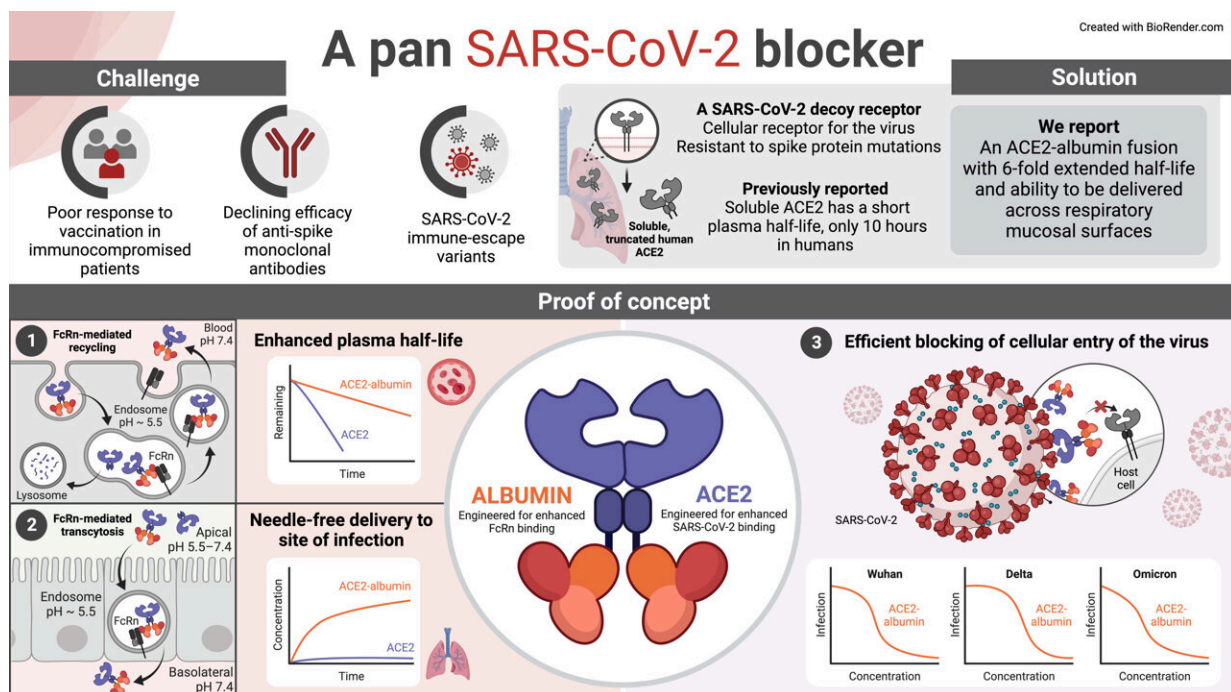 Created with BioRender.com
A pan SARS-CoV-2 blocker
Challenge
Poor response to
vaccination in
immunocompromised
patients
Declining efficacy
of anti-spike
monoclonal
antibodies
SARS-CoV-2
immune-escape
variants
Soluble,
truncated human
ACE2
A SARS-CoV-2 decoy receptor
Cellular receptor for the virus
Resistant to spike protein mutations
Previously reported
Soluble ACE2 has a short
plasma half-life, only 10 hours
in humans
Solution
We report
An ACE2-albumin fusion
with 6-fold extended half-life
and ability to be delivered
across respiratory
mucosal surfaces
Proof of concept
1
FcRn-mediated
recycling
Blood
pH 7.4
Endosome
pH ~ 5.5
FcRn
Lysosome
Enhanced plasma half-life
Remaining
ACE2-albumin
ACE2
Time
2
FcRn-mediated
transcytosis
Apical
pH 5.5–7.4
Endosome
pH ~ 5.5
FcRn
Basolateral
pH 7.4
Needle-free delivery to
site of infection
Concentration
ACE2-albumin
ACE2
Time
ALBUMIN
Engineered for enhanced
FcRn binding
ACE2
Engineered for enhanced
SARS-CoV-2 binding
3
Efficient blocking of cellular entry of the virus
Host
cell
SARS-CoV-2
Wuhan
Infection
ACE2-
albumin
Concentration
Delta
Infection
ACE2-
albumin
Concentration
Omicron
Infection
ACE2-
albumin
Concentration